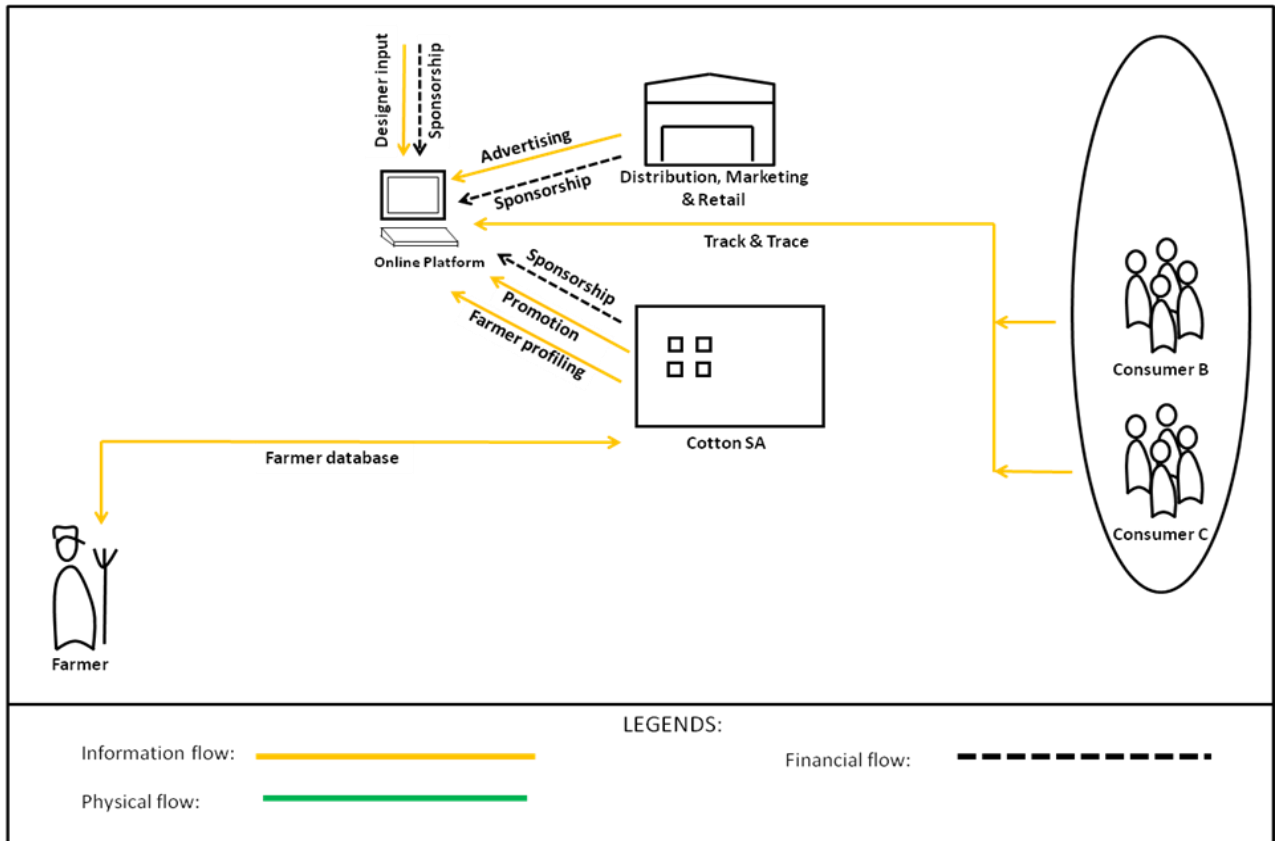 Designer input
Sponsorship
Advertising
Sponsorship
Distribution, Marketing
& Retail
Track & Trace
Online Platform
Sponsorship
Promotion
Farmer profiling
Consumer B
Cotton SA
Farmer database
Consumer C
Farmer
LEGENDS:
Information flow:
Financial flow:
Physical flow: